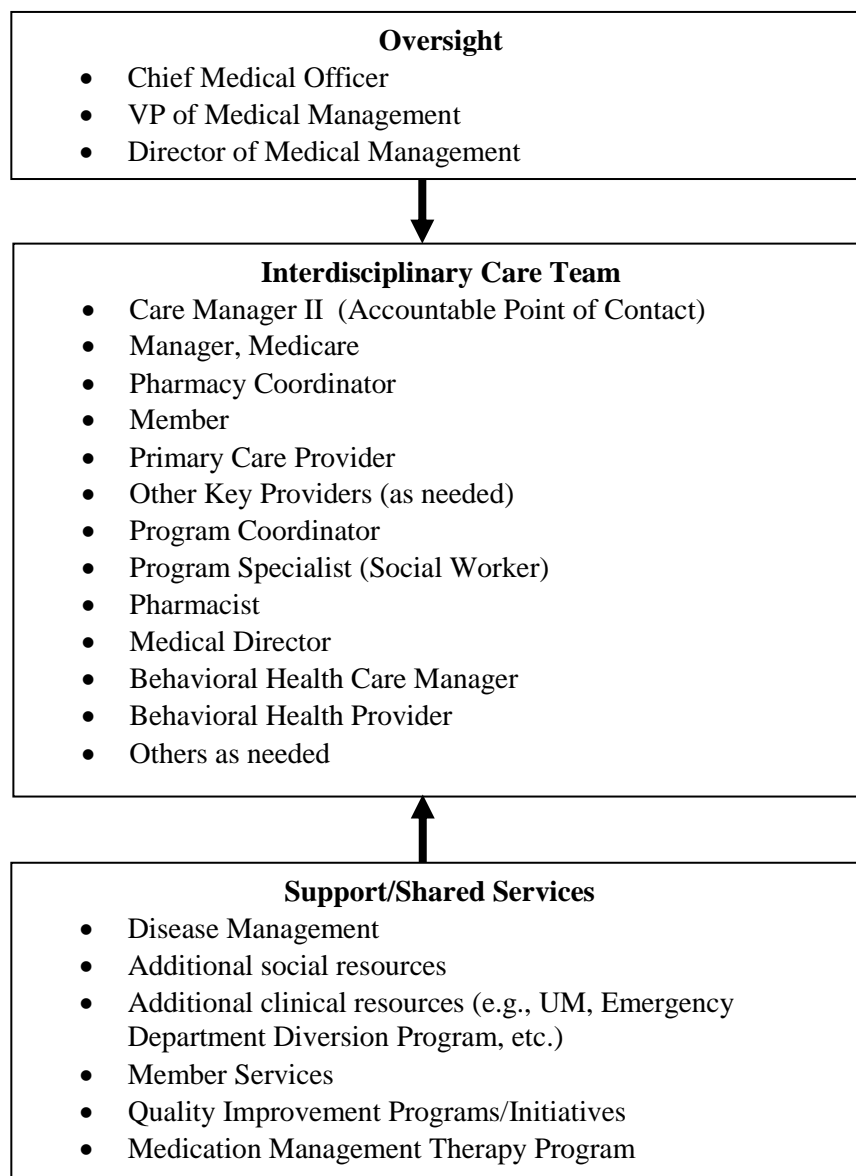 Oversight
• Chief Medical Officer
• VP of Medical Management
• Director of Medical Management
Interdisciplinary Care Team
• Care Manager II  (Accountable Point of Contact)
• Manager, Medicare
• Pharmacy Coordinator
• Member
• Primary Care Provider
• Other Key Providers (as needed)
• Program Coordinator
• Program Specialist (Social Worker)
• Pharmacist
• Medical Director
• Behavioral Health Care Manager
• Behavioral Health Provider
• Others as needed
Support/Shared Services
• Disease Management
• Additional social resources
• Additional clinical resources (e.g., UM, Emergency
Department Diversion Program, etc.)
• Member Services
• Quality Improvement Programs/Initiatives
• Medication Management Therapy Program